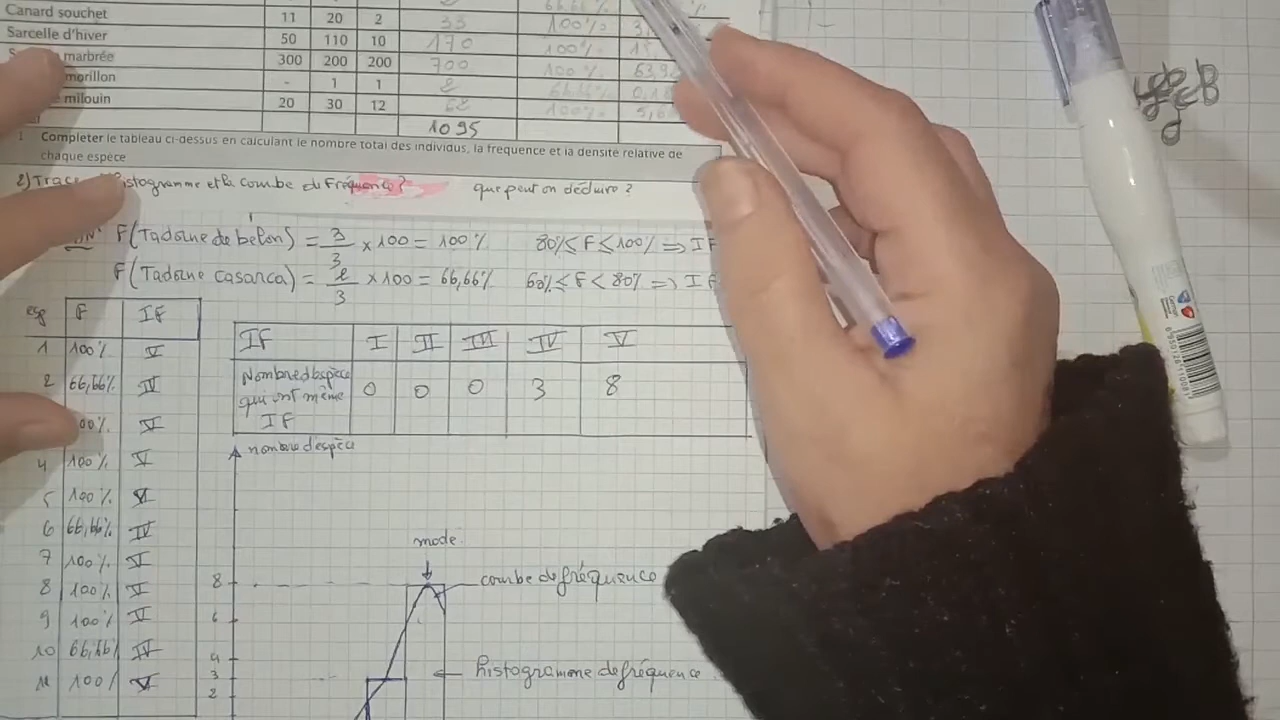 Canard souchet 11 20 2 33 100%
Sarcelle d'hiver 50 110 10 170 100%
marbrée 300 200 200 700 100% 63,92
morillon - 1 1 2 66,66%
milouin 20 30 12 62 100%
1095
1 Completer le tableau ci-dessus en calculant le nombre total des individus, la frequence et la densité relative de
chaque espèce
2) Trace histogramme et la courbe de Fréquence? que peut on déduire?
F(Tadorne de belon) = 3/3 x 100 = 100% 80% ≤ F ≤ 100% ⇒ IF
F(Tadorne casarca) = 2/3 x 100 = 66,66% 60% ≤ F < 80% ⇒ IF
esp F IF
1 100% V
2 66,66% IV
00% V
4 100% V
5 100% V
6 66,66% IV
7 100% V
8 100% V
9 100% V
10 66,66% IV
11 100% V
IF I II III IV V
Nombre d'espèce 0 0 0 3 8
qui ont même
IF
nombre d'espèce
mode
8
courbe de fréquence
6
4
histogramme de fréquence
3
2